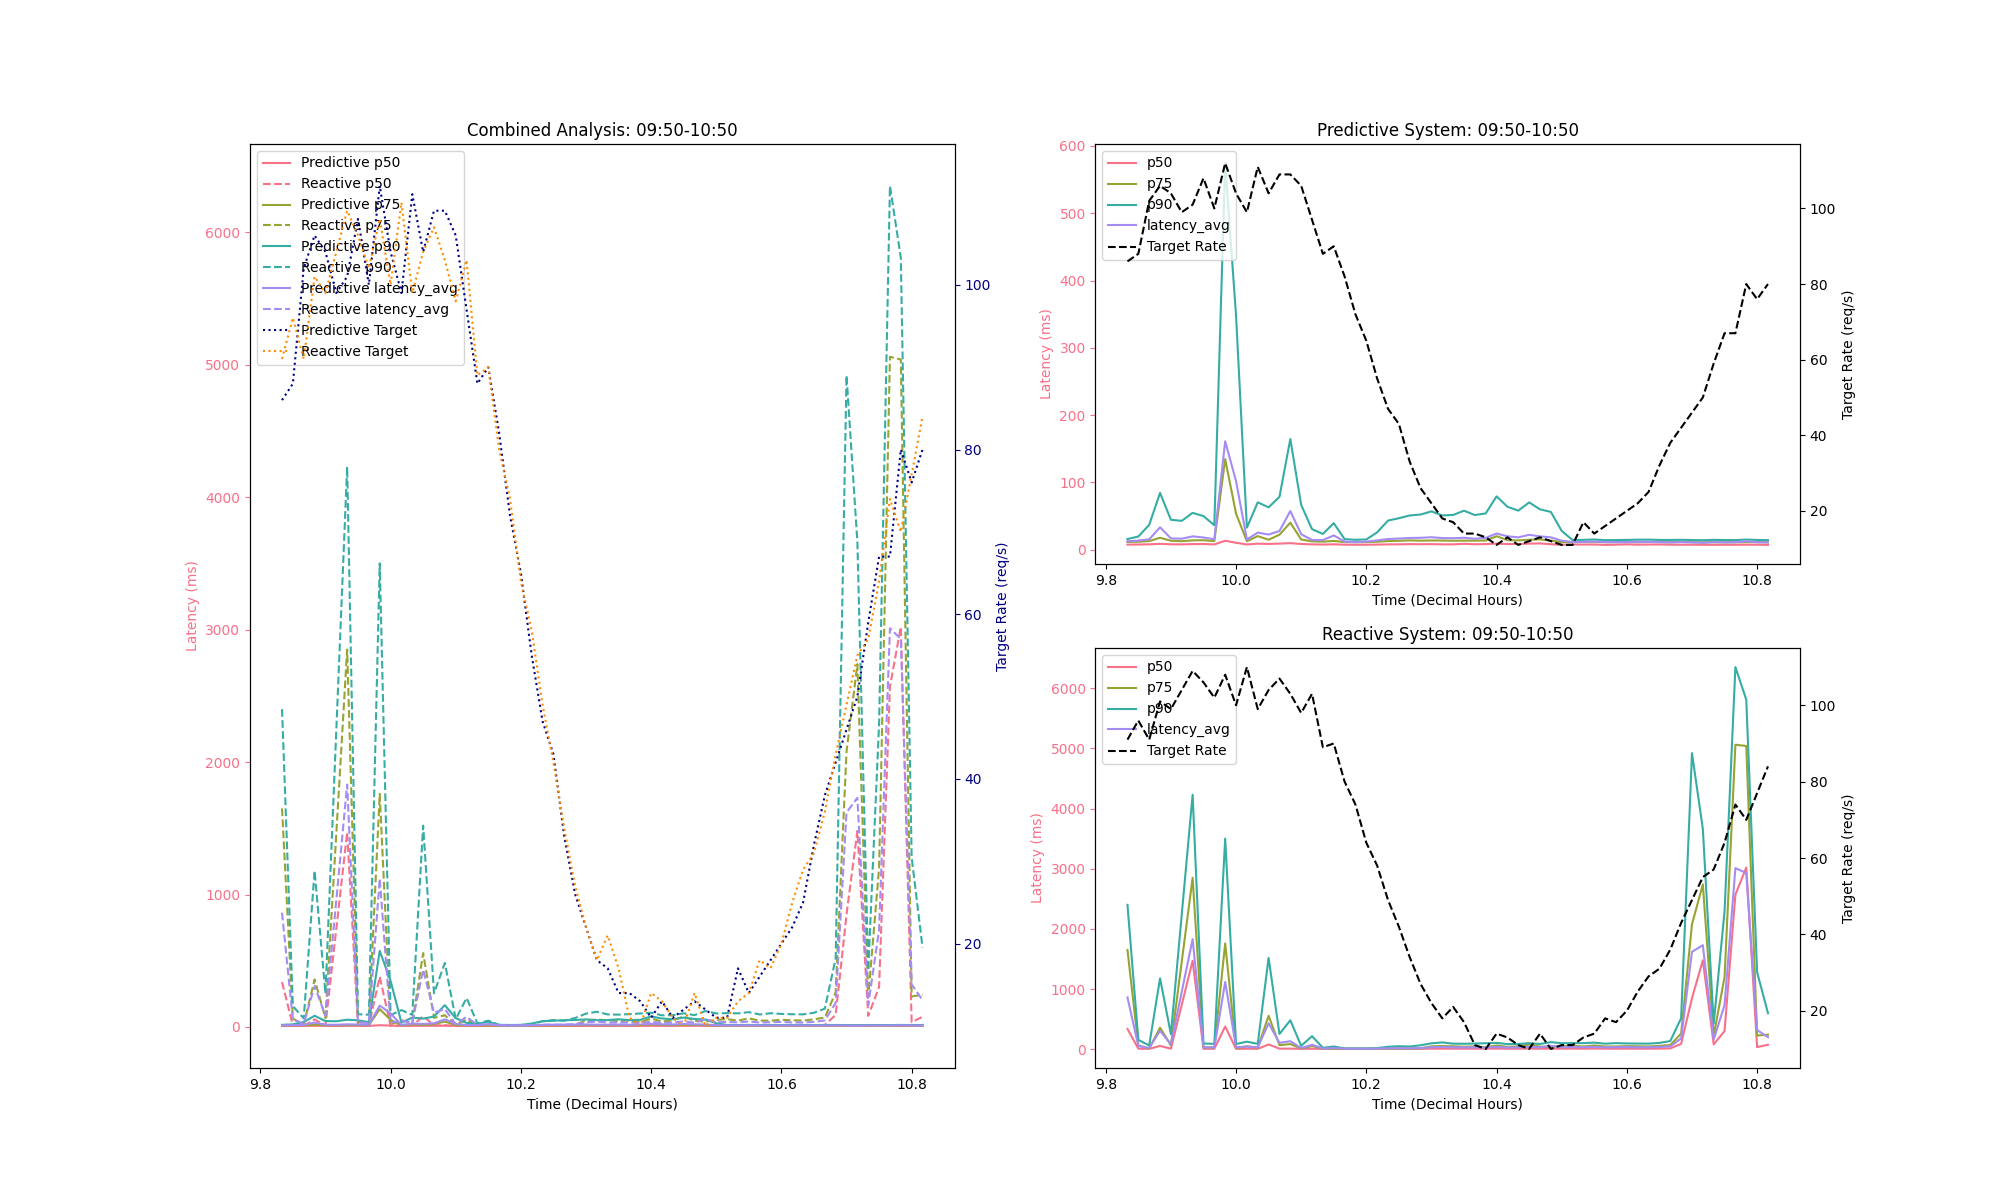 Combined Analysis: 09:50-10:50
Predictive p50
Reactive p50
Predictive p75
Reactive p75
Predictive p90
Reactive p90
Predictive latency_avg
Reactive latency_avg
Predictive Target
Reactive Target
6000
5000
4000
3000
2000
1000
0
Latency (ms)
100
80
60
40
20
Target Rate (req/s)
9.8 10.0 10.2 10.4 10.6 10.8
Time (Decimal Hours)
Predictive System: 09:50-10:50
p50
p75
p90
latency_avg
Target Rate
600
500
400
300
200
100
0
Latency (ms)
100
80
60
40
20
Target Rate (req/s)
9.8 10.0 10.2 10.4 10.6 10.8
Time (Decimal Hours)
Reactive System: 09:50-10:50
p50
p75
p90
latency_avg
Target Rate
6000
5000
4000
3000
2000
1000
0
Latency (ms)
100
80
60
40
20
Target Rate (req/s)
9.8 10.0 10.2 10.4 10.6 10.8
Time (Decimal Hours)